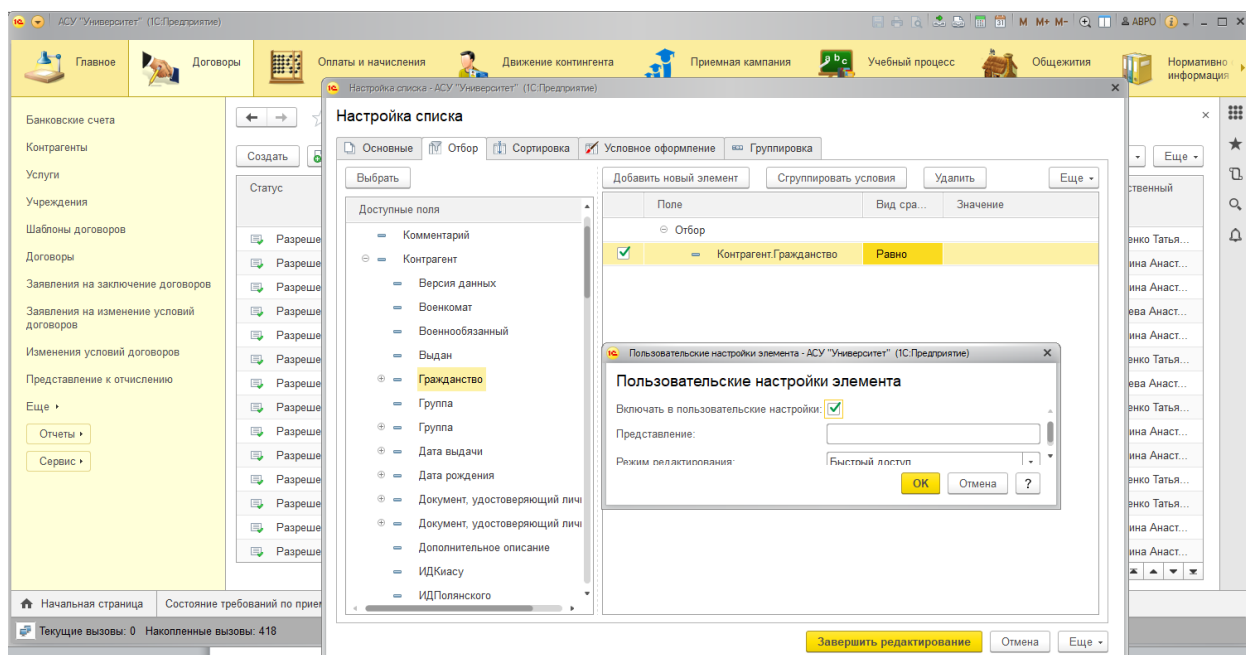 АСУ "Университет" (1С:Предприятие)
M M+ M- АВРО
Главное
Договоры
Оплаты и начисления
Движение контингента
Приемная кампания
Учебный процесс
Общежития
Нормативно
информация
Банковские счета
Контрагенты
Услуги
Учреждения
Шаблоны договоров
Договоры
Заявления на заключение договоров
Заявления на изменение условий
договоров
Изменения условий договоров
Представление к отчислению
Еще
Отчеты
Сервис
Создать
Еще
Статус
ственный
Разреше
енко Татья...
Разреше
ина Анаст...
Разреше
ина Анаст...
Разреше
ева Анаст...
Разреше
ина Анаст...
Разреше
енко Татья...
Разреше
ева Анаст...
Разреше
енко Татья...
Разреше
ина Анаст...
Разреше
ина Анаст...
Разреше
енко Татья...
Разреше
енко Татья...
Разреше
ина Анаст...
Разреше
ина Анаст...
Настройка списка - АСУ "Университет" (1С:Предприятие)
Настройка списка
Основные
Отбор
Сортировка
Условное оформление
Группировка
Выбрать
Добавить новый элемент
Сгруппировать условия
Удалить
Еще
Доступные поля
Комментарий
Контрагент
Версия данных
Военкомат
Военнообязанный
Выдан
Гражданство
Группа
Группа
Дата выдачи
Дата рождения
Документ, удостоверяющий личн
Документ, удостоверяющий личн
Дополнительное описание
ИДКиасу
ИДПолянского
Поле
Вид сра...
Значение
Отбор
Контрагент.Гражданство
Равно
Пользовательские настройки элемента - АСУ "Университет" (1С:Предприятие)
Пользовательские настройки элемента
Включать в пользовательские настройки:
Представление:
Режим редактирования:
Быстрый доступ
ОК
Отмена
?
Завершить редактирование
Отмена
Еще
Начальная страница
Состояние требований по прием
Текущие вызовы: 0 Накопленные вызовы: 418